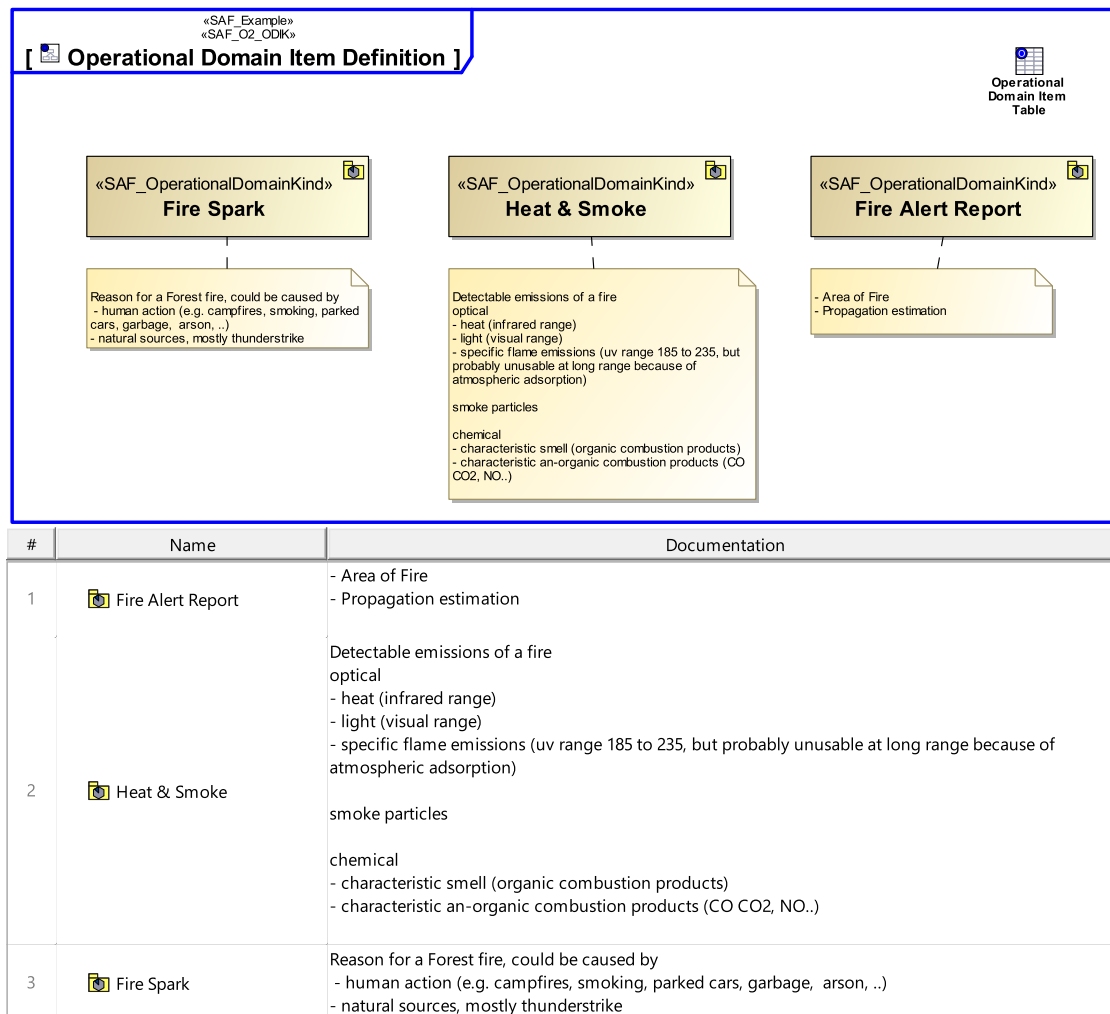 «SAF_Example»
«SAF_O2_ODIK»
[ Operational Domain Item Definition ]
Operational
Domain Item
Table
«SAF_OperationalDomainKind»
Fire Spark
«SAF_OperationalDomainKind»
Heat & Smoke
«SAF_OperationalDomainKind»
Fire Alert Report
Reason for a Forest fire, could be caused by
- human action (e.g. campfires, smoking, parked
cars, garbage, arson, ..)
- natural sources, mostly thunderstrike
Detectable emissions of a fire
optical
- heat (infrared range)
- light (visual range)
- specific flame emissions (uv range 185 to 235, but
probably unusable at long range because of
atmospheric adsorption)
smoke particles
chemical
- characteristic smell (organic combustion products)
- characteristic an-organic combustion products (CO
CO2, NO..)
- Area of Fire
- Propagation estimation
# Name Documentation
1 Fire Alert Report
- Area of Fire
- Propagation estimation
2 Heat & Smoke
Detectable emissions of a fire
optical
- heat (infrared range)
- light (visual range)
- specific flame emissions (uv range 185 to 235, but probably unusable at long range because of
atmospheric adsorption)
smoke particles
chemical
- characteristic smell (organic combustion products)
- characteristic an-organic combustion products (CO CO2, NO..)
3 Fire Spark
Reason for a Forest fire, could be caused by
- human action (e.g. campfires, smoking, parked cars, garbage, arson, ..)
- natural sources, mostly thunderstrike